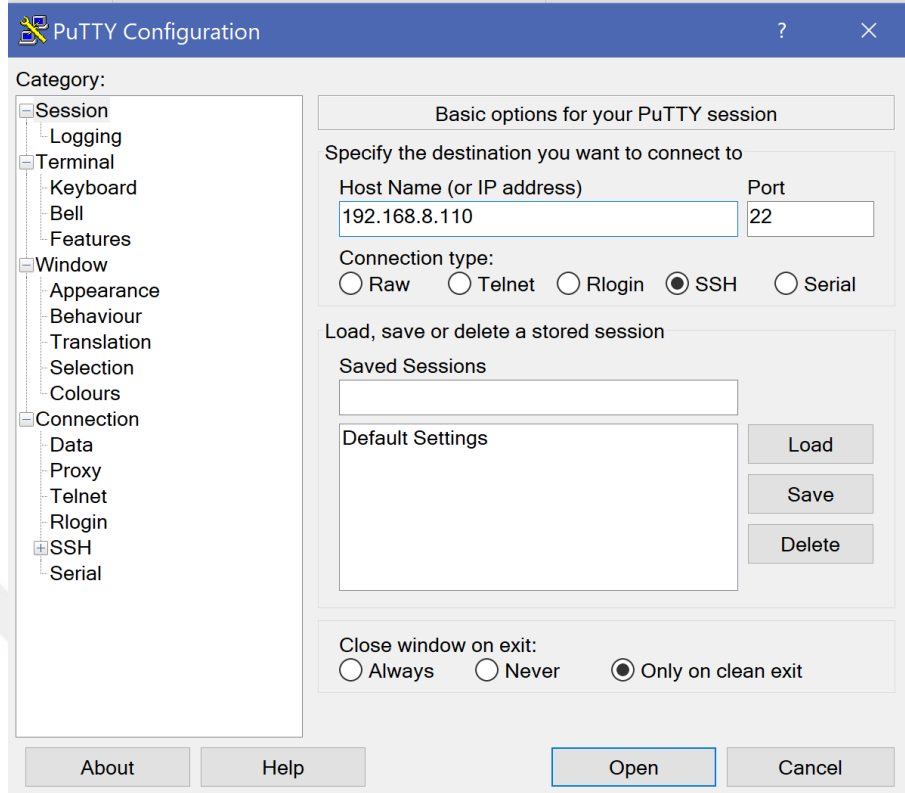 PuTTY Configuration
?
Category:
Session
Logging
Terminal
Keyboard
Bell
Features
Window
Appearance
Behaviour
Translation
Selection
Colours
Connection
Data
Proxy
Telnet
Rlogin
SSH
Serial
Basic options for your PuTTY session
Specify the destination you want to connect to
Host Name (or IP address) Port
192.168.8.110 22
Connection type:
Raw Telnet Rlogin SSH Serial
Load, save or delete a stored session
Saved Sessions
Default Settings
Load
Save
Delete
Close window on exit:
Always Never Only on clean exit
About Help Open Cancel